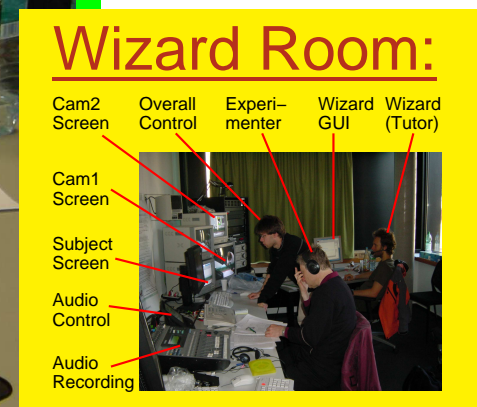 Wizard Room:
Cam2 Overall Experi– Wizard Wizard
Screen Control menter GUI (Tutor)
Cam1
Screen
Subject
Screen
Audio
Control
Audio
Recording